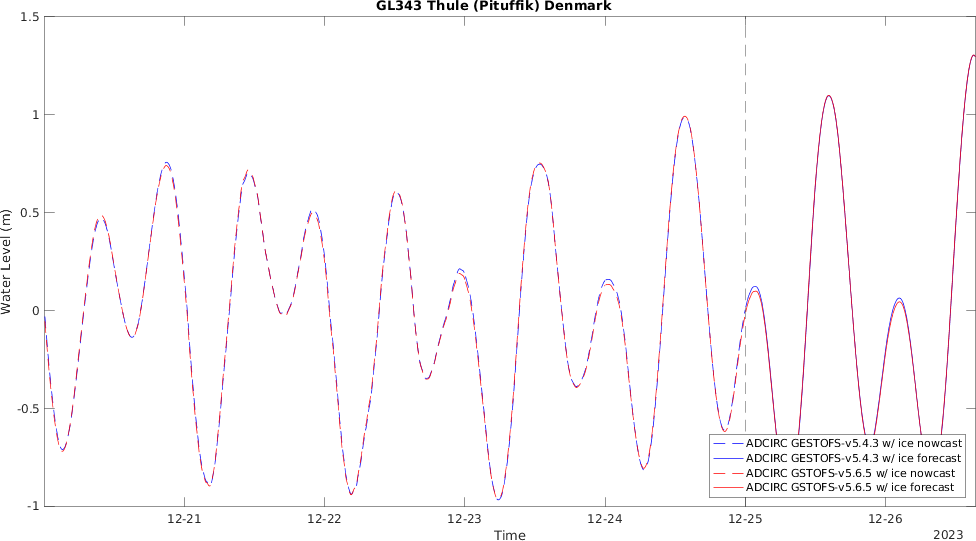 GL343 Thule (Pituffik) Denmark
1.5
1
0.5
0
-0.5
-1
Water Level (m)
12-21
12-22
12-23
12-24
12-25
12-26
Time
2023
ADCIRC GESTOFS-v5.4.3 w/ ice nowcast
ADCIRC GESTOFS-v5.4.3 w/ ice forecast
ADCIRC GSTOFS-v5.6.5 w/ ice nowcast
ADCIRC GSTOFS-v5.6.5 w/ ice forecast